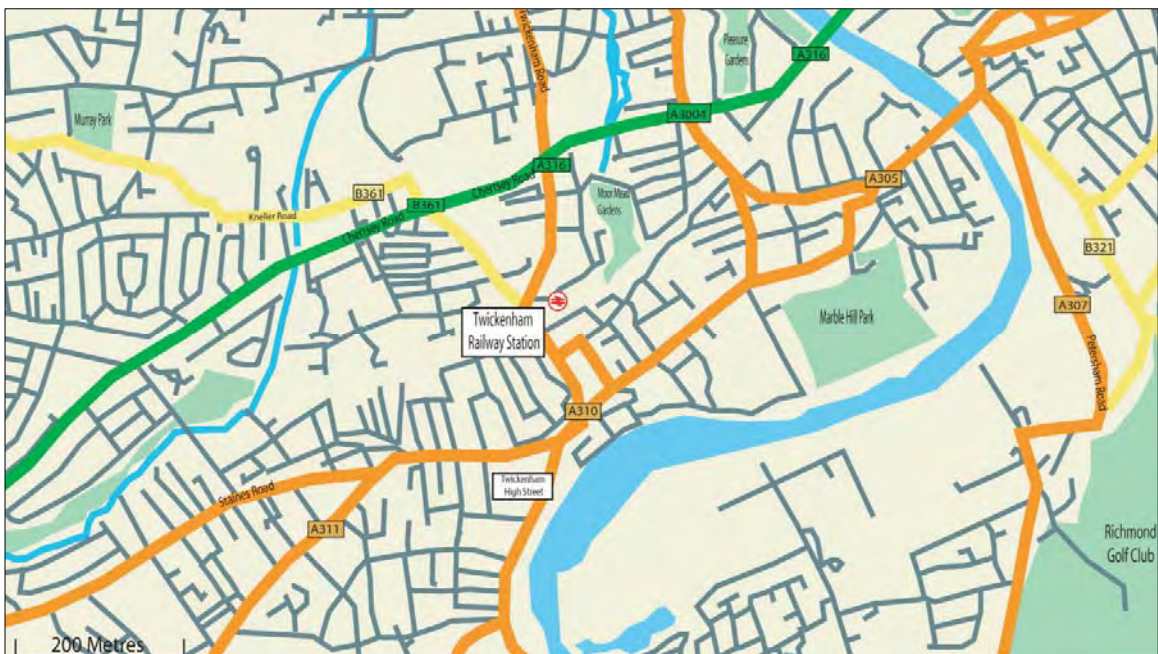 Twickenham Road
Pleasure
Gardens
A316
Murray Park
A3004
A316
Chertsey Road
A305
B361
B361
Moor Mead
Gardens
Kneller Road
Chertsey Road
B321
A307
Twickenham
Railway Station
Marble Hill Park
Petersham Road
A310
Twickenham
High Street
Staines Road
A311
Richmond
Golf Club
200 Metres